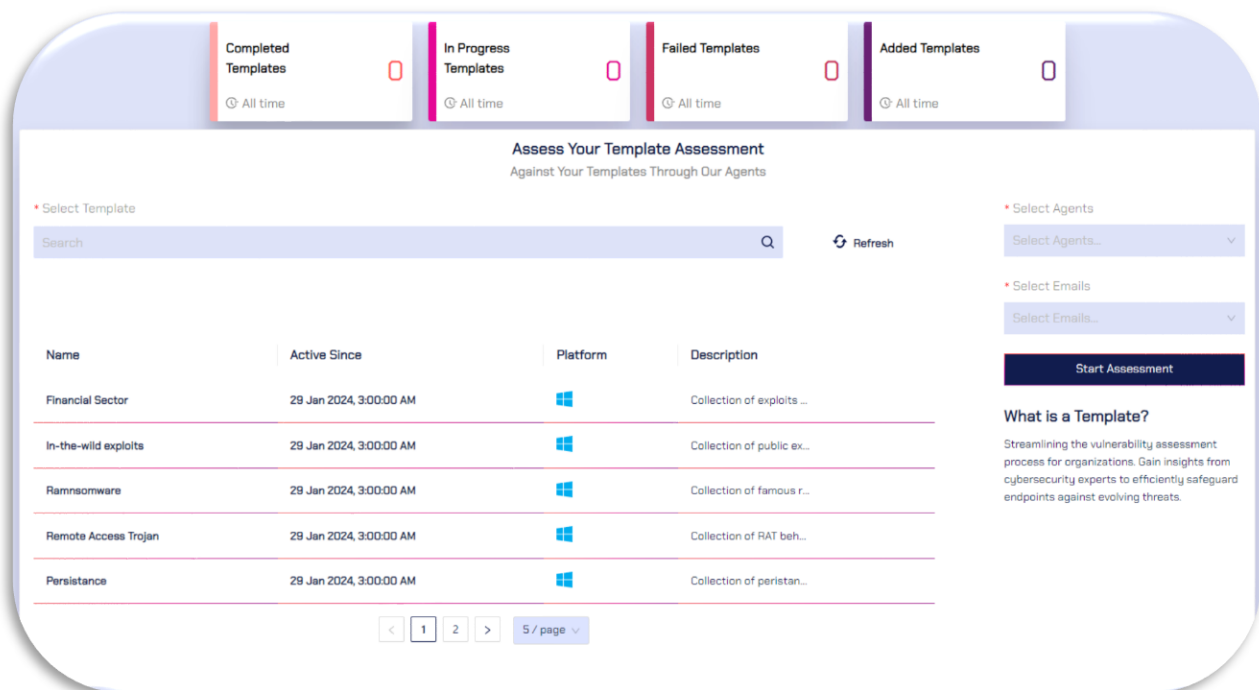 Completed Templates
0
All time
In Progress Templates
0
All time
Failed Templates
0
All time
Added Templates
0
All time
Assess Your Template Assessment
Against Your Templates Through Our Agents
* Select Template
Search
Refresh
* Select Agents
Select Agents...
* Select Emails
Select Emails...
Start Assessment
What is a Template?
Streamlining the vulnerability assessment
process for organizations. Gain insights from
cybersecurity experts to efficiently safeguard
endpoints against evolving threats.
Name Active Since Platform Description
Financial Sector 29 Jan 2024, 3:00:00 AM Collection of exploits ...
In-the-wild exploits 29 Jan 2024, 3:00:00 AM Collection of public ex...
Ramnsomware 29 Jan 2024, 3:00:00 AM Collection of famous r...
Remote Access Trojan 29 Jan 2024, 3:00:00 AM Collection of RAT beh...
Persistance 29 Jan 2024, 3:00:00 AM Collection of peristan...
< 1 2 > 5 / page